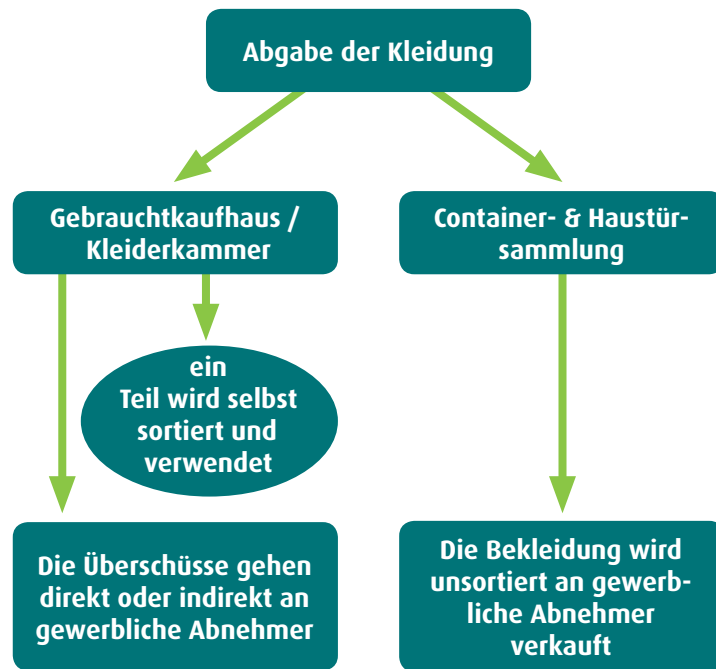 Abgabe der Kleidung
Gebrauchtkaufhaus /
Kleiderkammer
Container- & Haustür-
sammlung
ein
Teil wird selbst
sortiert und
verwendet
Die Überschüsse gehen
direkt oder indirekt an
gewerbliche Abnehmer
Die Bekleidung wird
unsortiert an gewerb-
liche Abnehmer
verkauft